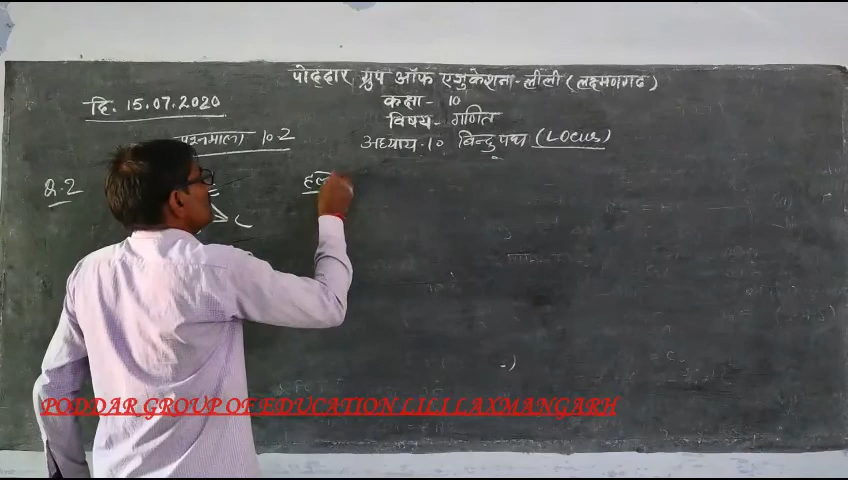 पोद्दार ग्रुप ऑफ एजुकेशना - लीली (लक्ष्मणगढ)
दि. 15.07.2020
कक्षा - 10
विषय - गणित
प्रश्नमाला 10.2
अध्याय - 10 बिन्दुपथ (Locus)
प्र.2
हल
C
PODDAR GROUP OF EDUCATION LILI LAXMANGARH